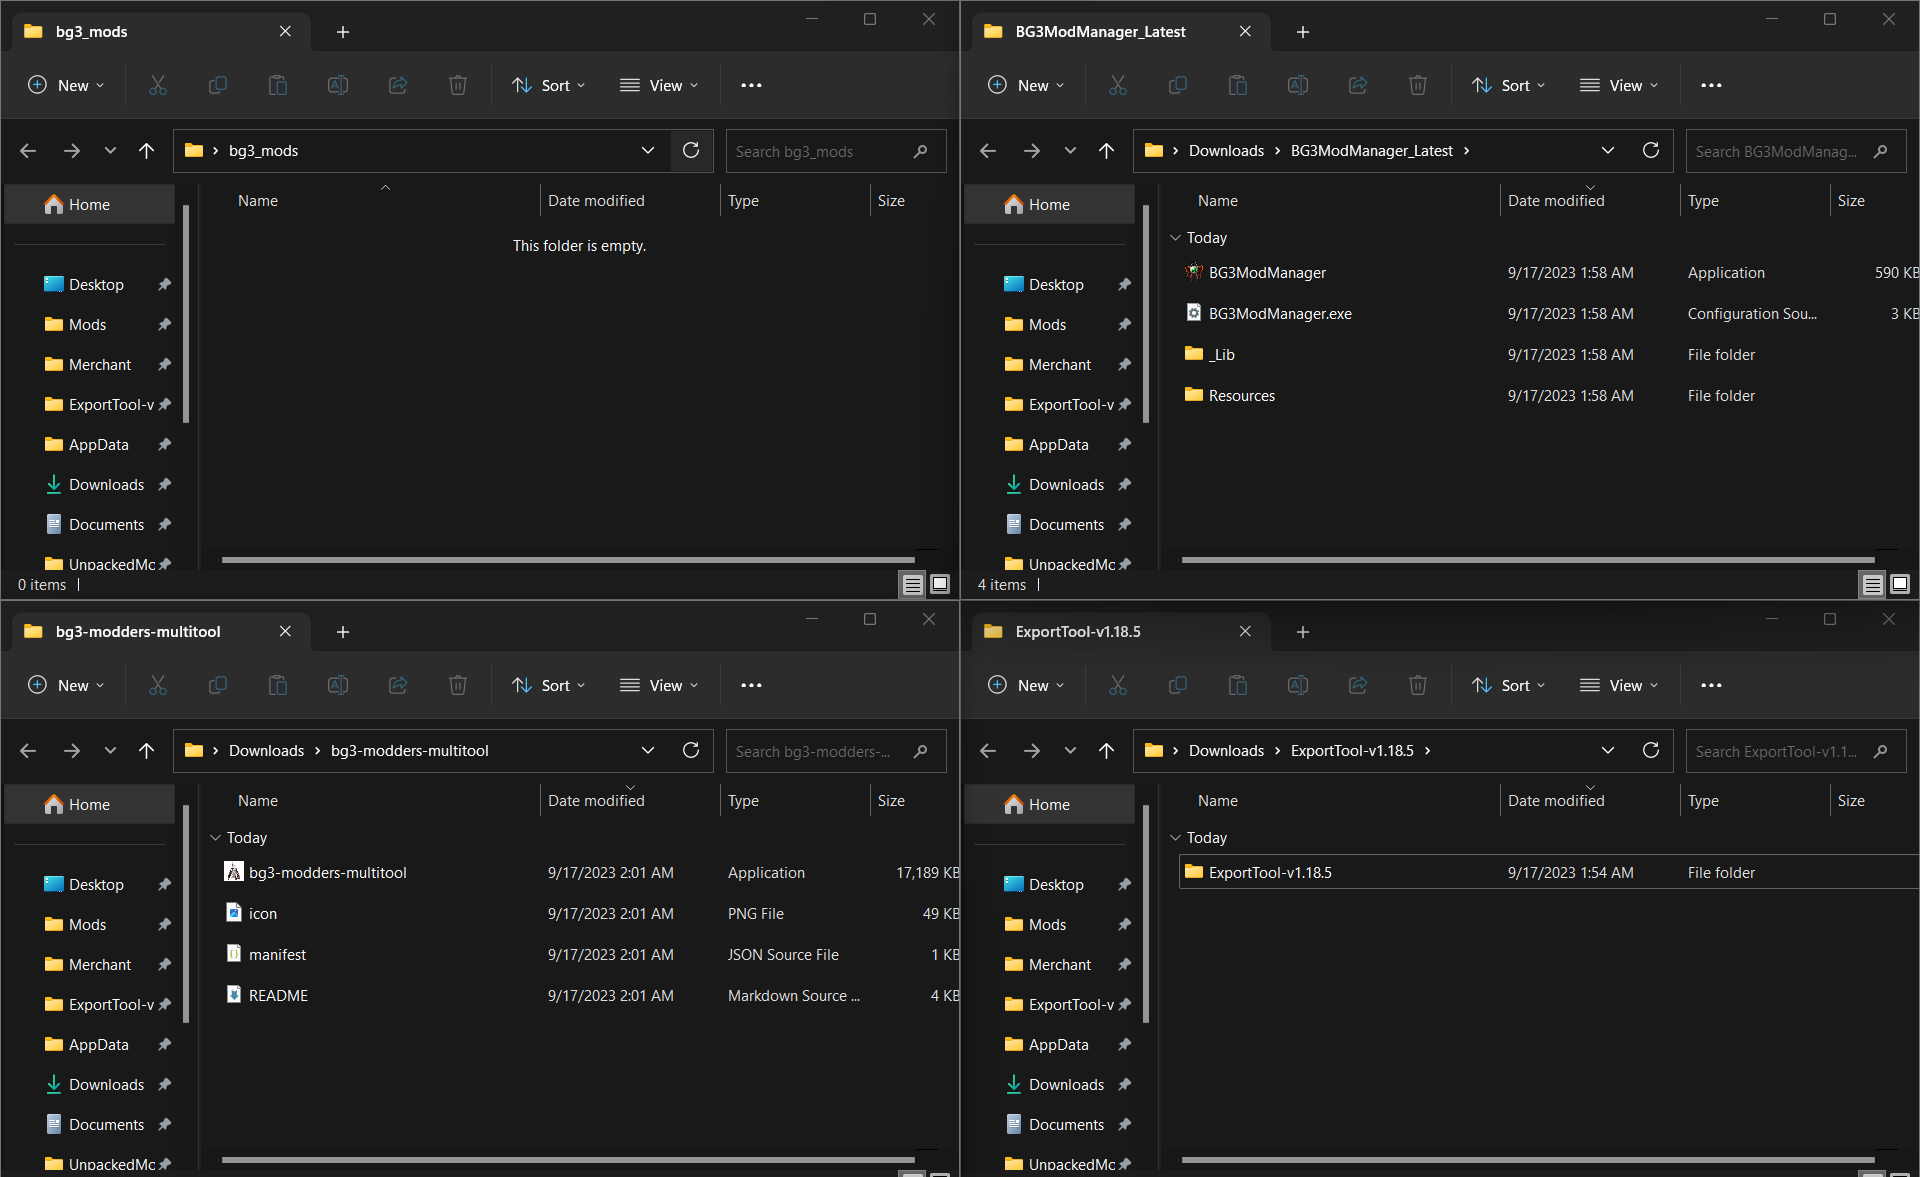 bg3_mods
New
Sort
View
bg3_mods
Search bg3_mods
Home
Desktop
Mods
Merchant
ExportTool-v
AppData
Downloads
Documents
UnpackedMo
Name
Date modified
Type
Size
This folder is empty.
0 items
BG3ModManager_Latest
New
Sort
View
Downloads
BG3ModManager_Latest
Search BG3ModManag...
Home
Desktop
Mods
Merchant
ExportTool-v
AppData
Downloads
Documents
UnpackedMo
Name
Date modified
Type
Size
Today
BG3ModManager 9/17/2023 1:58 AM Application 590 KB
BG3ModManager.exe 9/17/2023 1:58 AM Configuration Sou... 3 KB
_Lib 9/17/2023 1:58 AM File folder
Resources 9/17/2023 1:58 AM File folder
4 items
bg3-modders-multitool
New
Sort
View
Downloads
bg3-modders-multitool
Search bg3-modders-...
Home
Desktop
Mods
Merchant
ExportTool-v
AppData
Downloads
Documents
UnpackedMo
Name
Date modified
Type
Size
Today
bg3-modders-multitool 9/17/2023 2:01 AM Application 17,189 KB
icon 9/17/2023 2:01 AM PNG File 49 KB
manifest 9/17/2023 2:01 AM JSON Source File 1 KB
README 9/17/2023 2:01 AM Markdown Source ... 4 KB
ExportTool-v1.18.5
New
Sort
View
Downloads
ExportTool-v1.18.5
Search ExportTool-v1.1...
Home
Desktop
Mods
Merchant
ExportTool-v
AppData
Downloads
Documents
UnpackedMo
Name
Date modified
Type
Size
Today
ExportTool-v1.18.5 9/17/2023 1:54 AM File folder